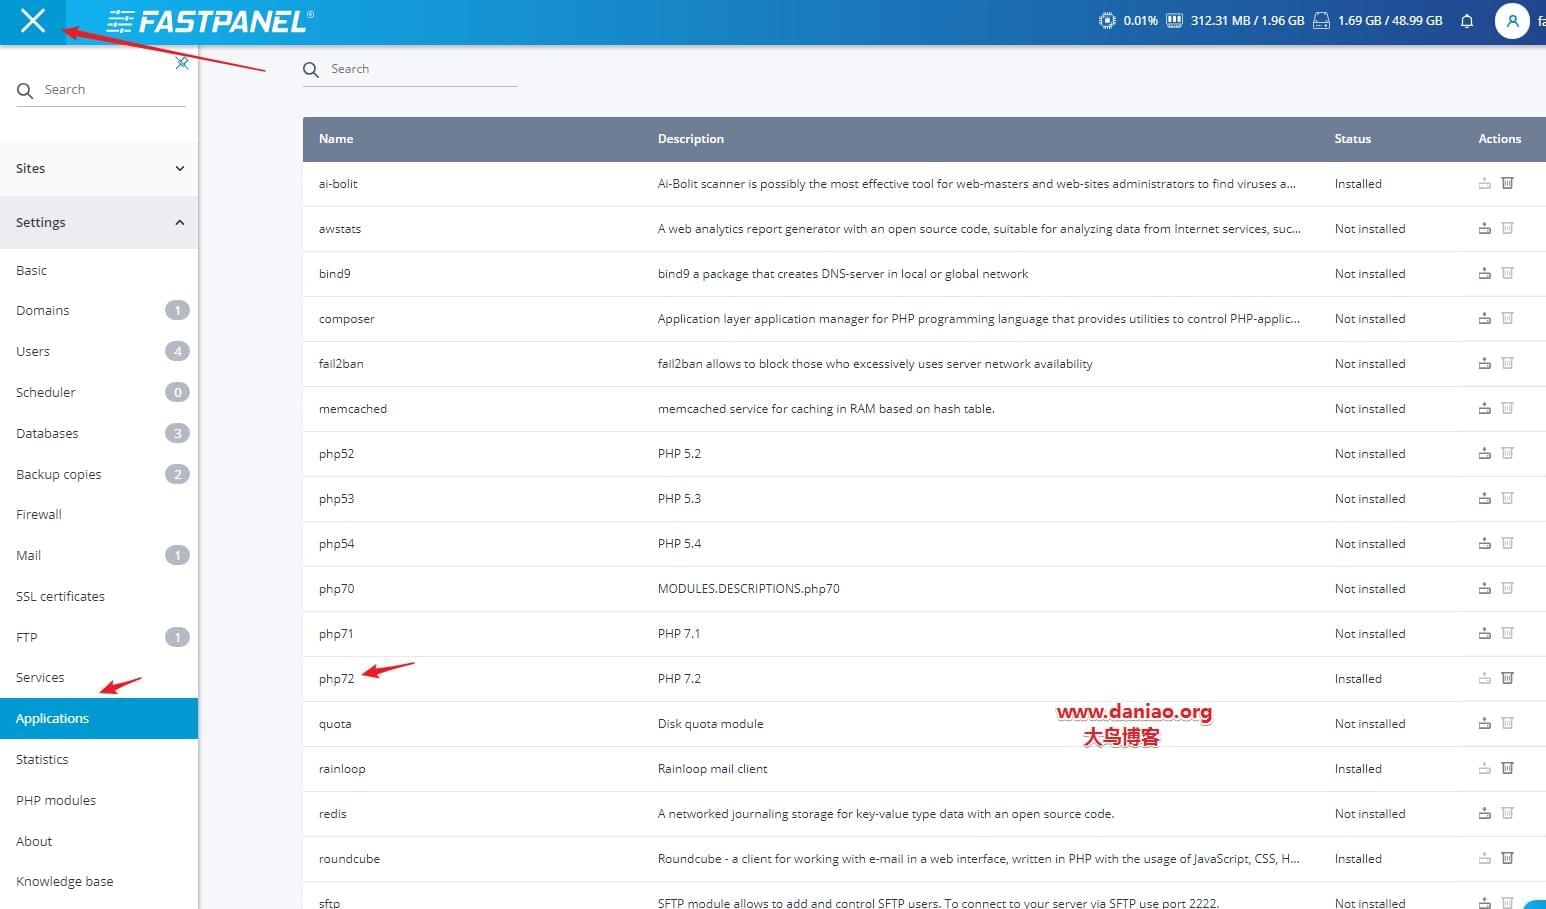 FASTPANEL®
0.01% 312.31 MB / 1.96 GB 1.69 GB / 48.99 GB fa
Search
Search
Sites
Settings
Basic
Domains 1
Users 4
Scheduler 0
Databases 3
Backup copies 2
Firewall
Mail 1
SSL certificates
FTP 1
Services
Applications
Statistics
PHP modules
About
Knowledge base
Name Description Status Actions
ai-bolit Ai-Bolit scanner is possibly the most effective tool for web-masters and web-sites administrators to find viruses a... Installed
awstats A web analytics report generator with an open source code, suitable for analyzing data from Internet services, suc... Not installed
bind9 bind9 a package that creates DNS-server in local or global network Not installed
composer Application layer application manager for PHP programming language that provides utilities to control PHP-applic... Not installed
fail2ban fail2ban allows to block those who excessively uses server network availability Not installed
memcached memcached service for caching in RAM based on hash table. Not installed
php52 PHP 5.2 Not installed
php53 PHP 5.3 Not installed
php54 PHP 5.4 Not installed
php70 MODULES.DESCRIPTIONS.php70 Not installed
php71 PHP 7.1 Not installed
php72 PHP 7.2 Installed
www.daniao.org
quota Disk quota module Not installed
大鸟博客
rainloop Rainloop mail client Installed
redis A networked journaling storage for key-value type data with an open source code. Not installed
roundcube Roundcube - a client for working with e-mail in a web interface, written in PHP with the usage of JavaScript, CSS, H... Installed
sftp SFTP module allows to add and control SFTP users. To connect to your server via SFTP use port 2222. Not installed